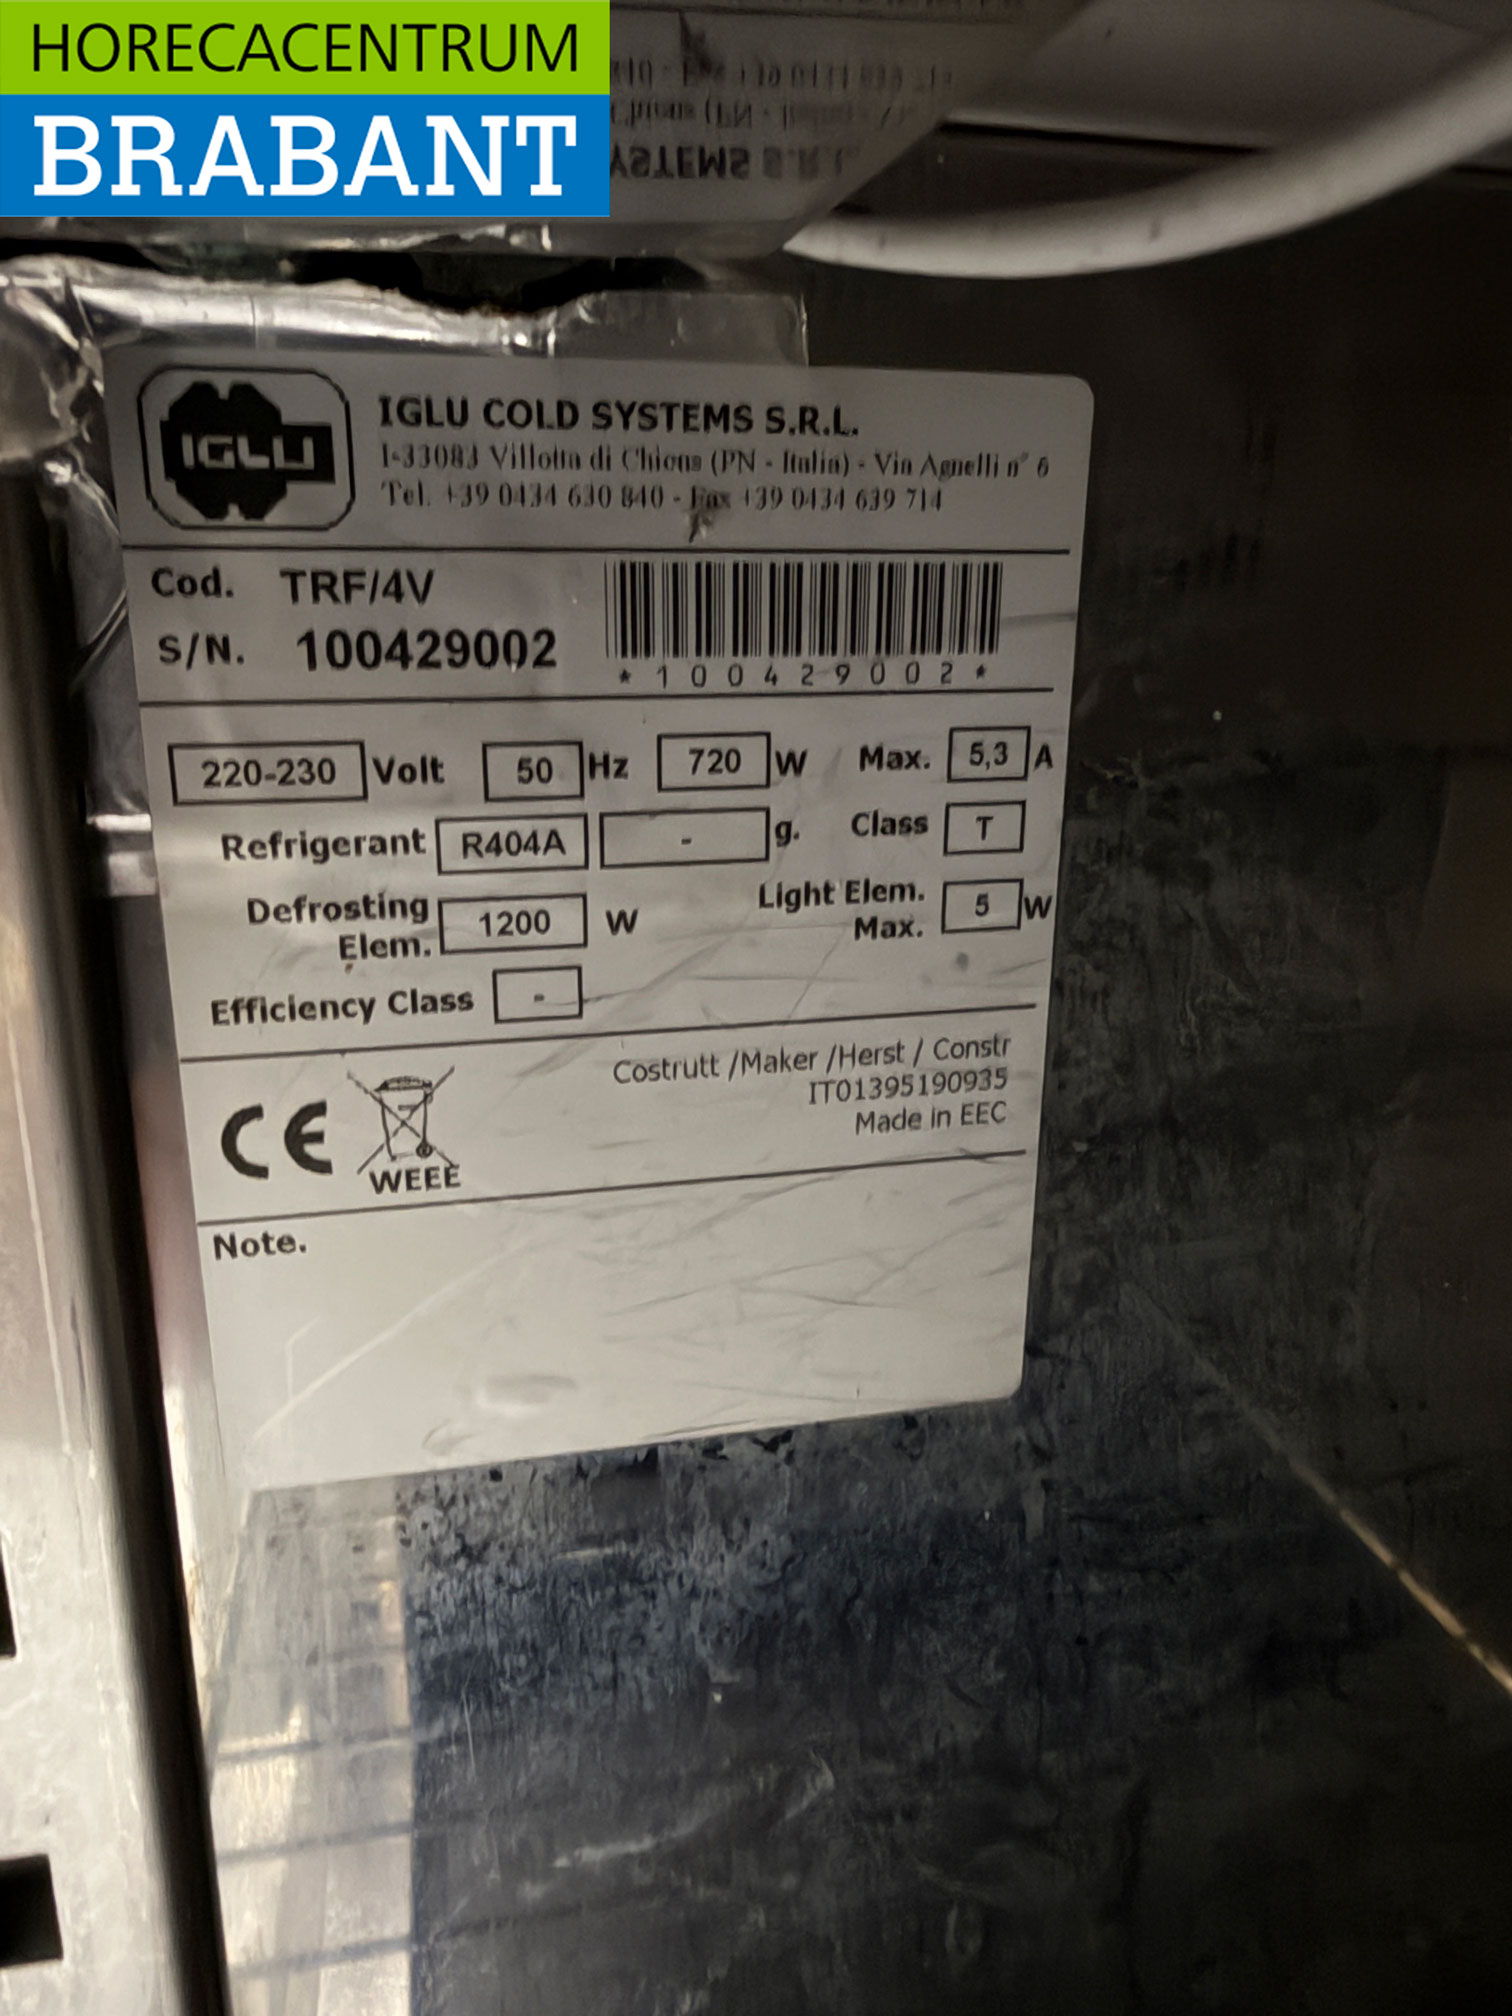 HORECACENTRUM
BRABANT
YSTEMS S.R.L.
IGLU
IGLU COLD SYSTEMS S.R.L.
I-33083 Villotta di Chions (PN - Italia) - Via Agnelli n° 6
Tel. +39 0434 630 840 - Fax +39 0434 639 714
Cod. TRF/4V
S/N. 100429002
*100429002*
220-230 Volt 50 Hz 720 W Max. 5,3 A
Refrigerant R404A - g. Class T
Defrosting Elem. 1200 W Light Elem. Max. 5 W
Efficiency Class -
CE
WEEE
Costrutt /Maker /Herst / Constr
IT01395190935
Made in EEC
Note.